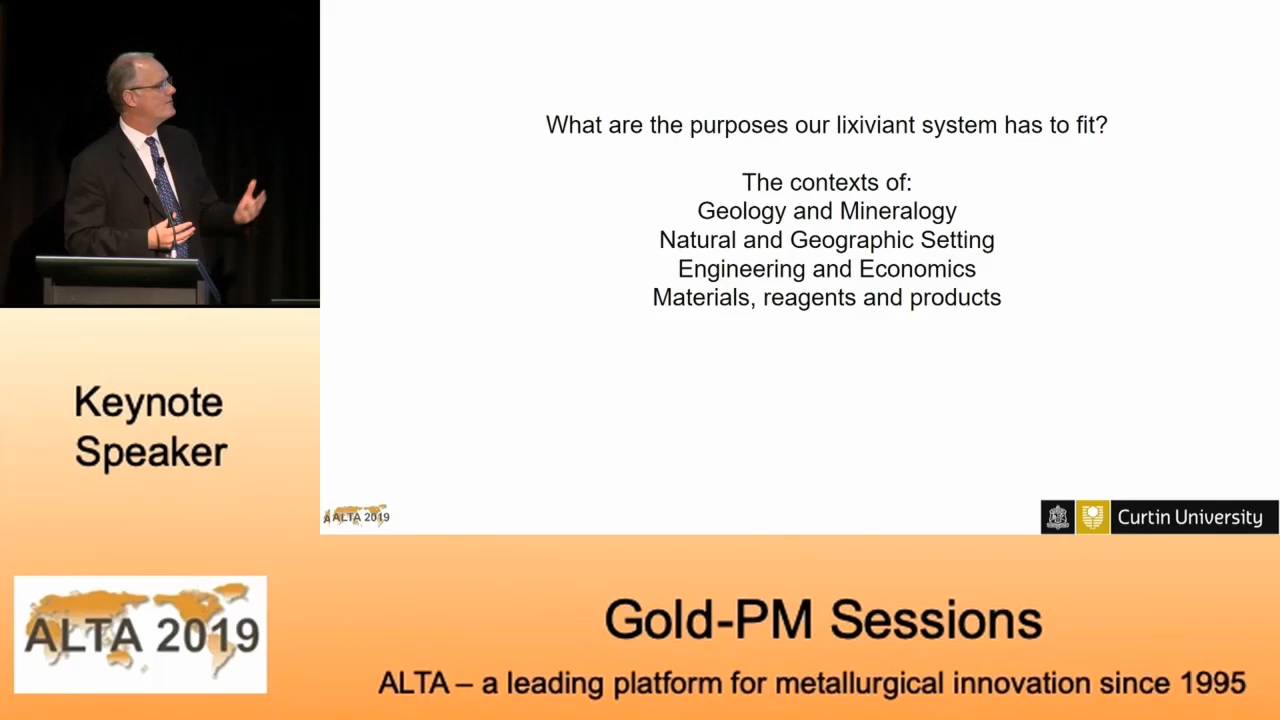 What are the purposes our lixiviant system has to fit?
The contexts of:
Geology and Mineralogy
Natural and Geographic Setting
Engineering and Economics
Materials, reagents and products
Keynote
Speaker
ALTA 2019
Curtin University
ALTA 2019
Gold-PM Sessions
ALTA – a leading platform for metallurgical innovation since 1995